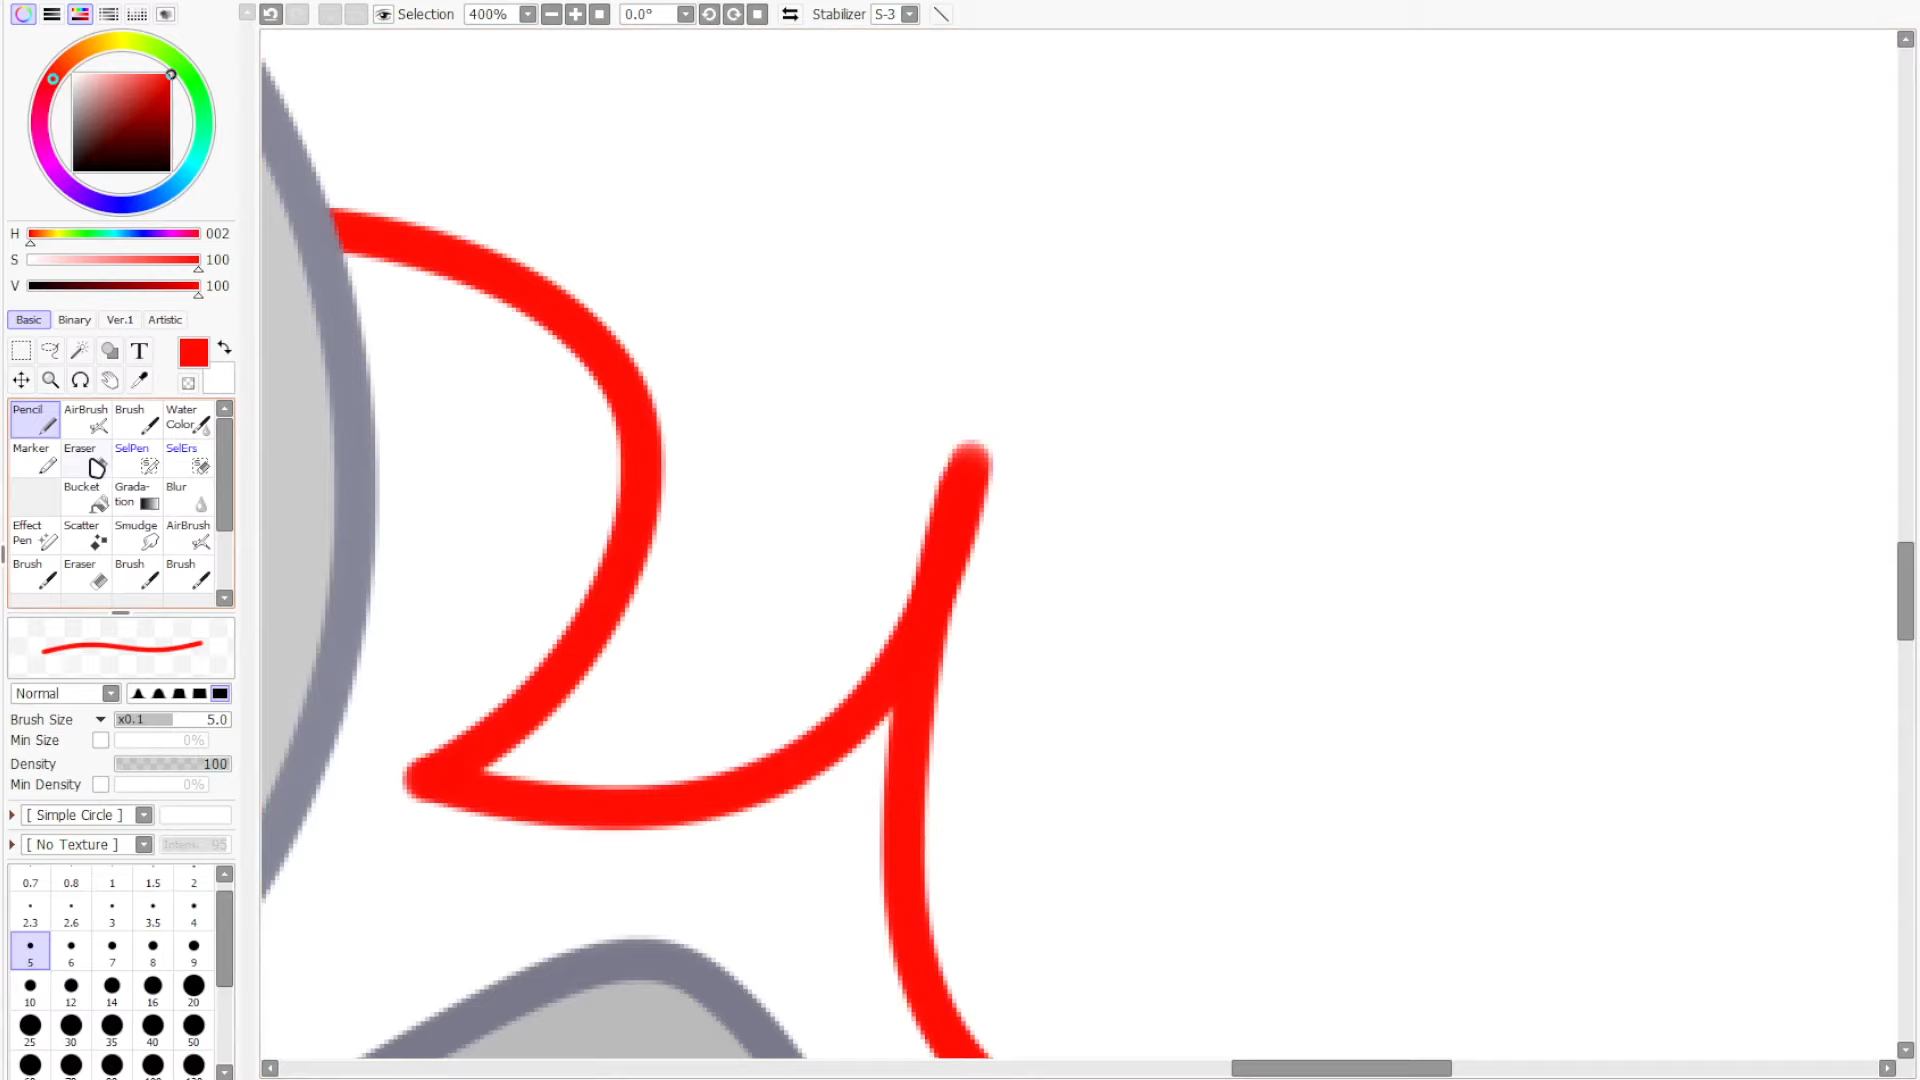 Selection 400% 0.0° Stabilizer S-3
H 002
S 100
V 100
Basic Binary Ver.1 Artistic
T
Pencil AirBrush Brush Water Color
Marker Eraser SelPen SelErs
Bucket Grada-tion Blur
Effect Pen Scatter Smudge AirBrush
Brush Eraser Brush Brush
Normal
Brush Size x0.1 5.0
Min Size 0%
Density 100
Min Density 0%
[ Simple Circle ]
[ No Texture ] Intens. 95
0.7 0.8 1 1.5 2
2.3 2.6 3 3.5 4
5 6 7 8 9
10 12 14 16 20
25 30 35 40 50